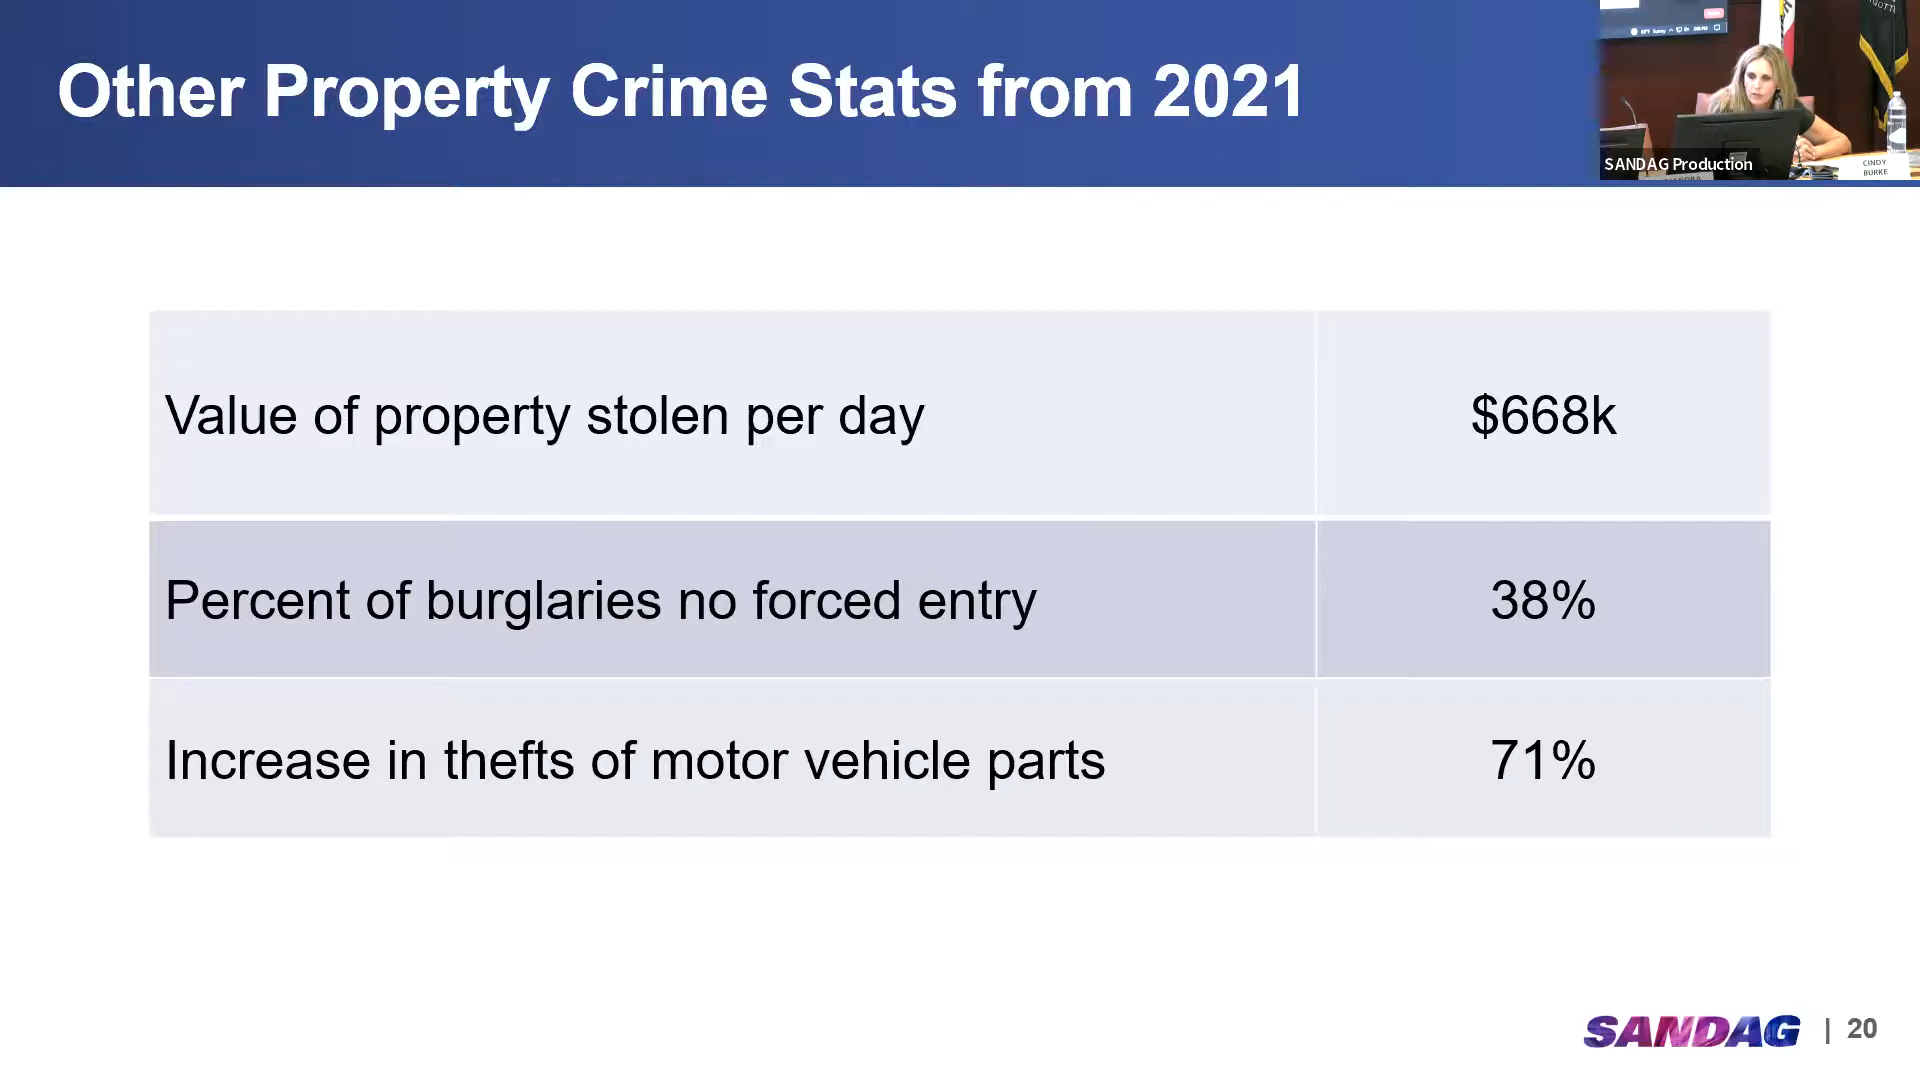 Other Property Crime Stats from 2021
SANDAG Production
CINDY
BURKE
Value of property stolen per day
$668k
Percent of burglaries no forced entry
38%
Increase in thefts of motor vehicle parts
71%
SANDAG | 20